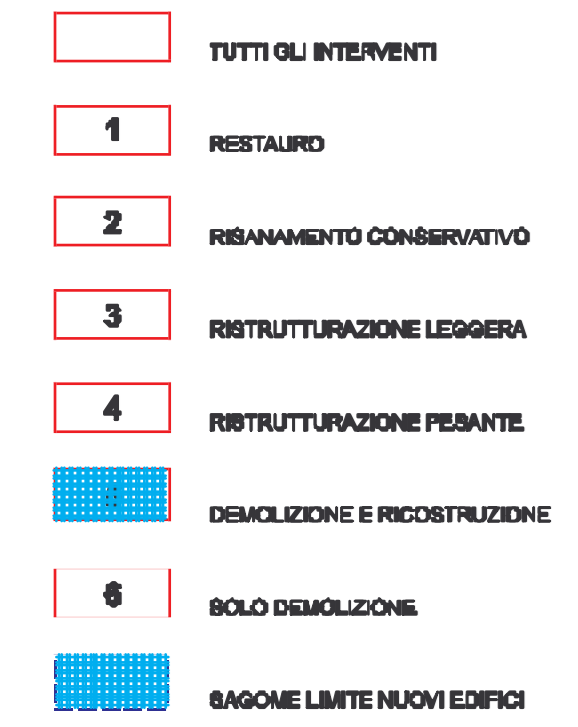 TUTTI GLI INTERVENTI
1 RESTAURO
2 RISANAMENTO CONSERVATIVO
3 RISTRUTTURAZIONE LEGGERA
4 RISTRUTTURAZIONE PESANTE
DEMOLIZIONE E RICOSTRUZIONE
6 SOLO DEMOLIZIONE
SAGOME LIMITE NUOVI EDIFICI